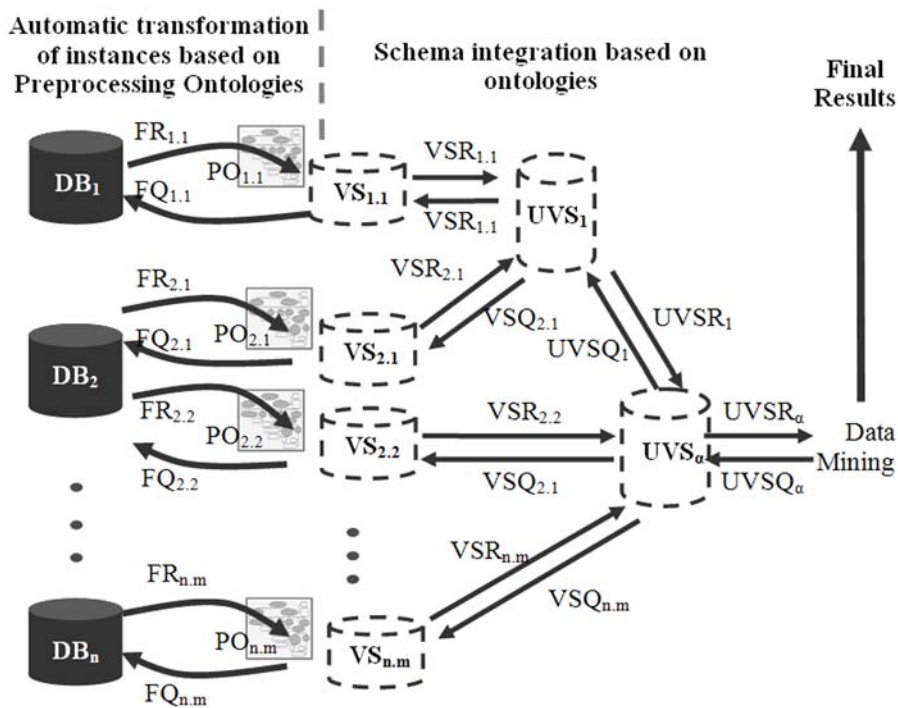 Automatic transformation
of instances based on
Preprocessing Ontologies
Schema integration based on
ontologies
Final
Results
FR1.1
PO1.1
DB1
FQ1.1
VS1.1
VSR1.1
VSR1.1
UVS1
FR2.1
PO2.1
FQ2.1
DB2
VS2.1
VSR2.1
VSQ2.1
UVSR1
UVSQ1
FR2.2
PO2.2
FQ2.2
VS2.2
VSR2.2
VSQ2.1
UVSα
UVSRα
UVSQα
Data
Mining
FRn.m
POn.m
DBn
FQn.m
VSn.m
VSRn.m
VSQn.m